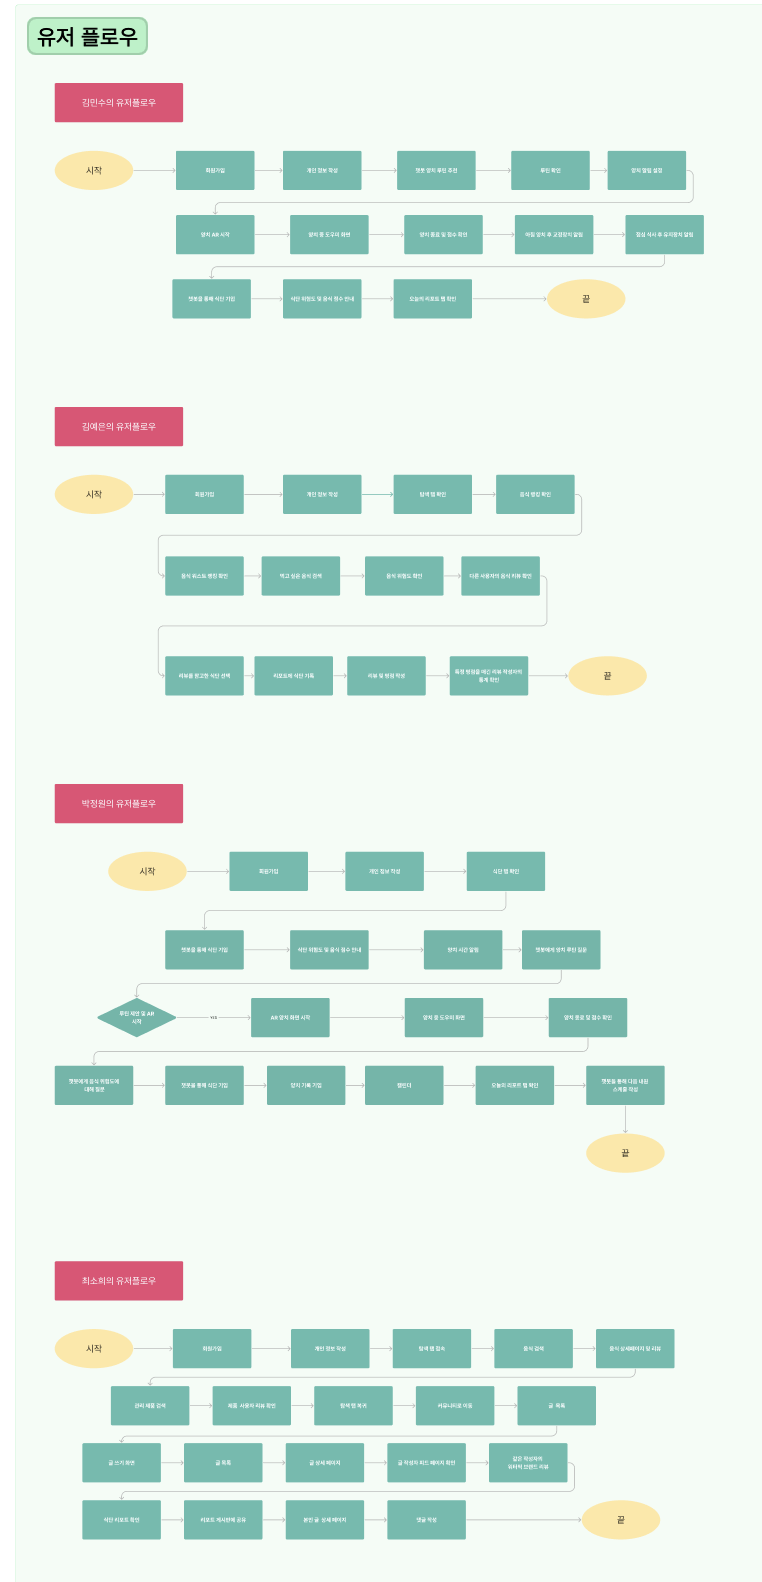 유저 플로우
김민수의 유저플로우
시작
회원가입
개인 정보 작성
챗봇 양치 루틴 추천
루틴 확인
양치 알림 설정
양치 AR 시작
양치 중 도우미 화면
양치 종료 및 점수 확인
아침 양치 후 교정양치 알림
점심 식사 후 유지양치 알림
챗봇을 통해 식단 기입
식단 위험도 및 음식 점수 안내
오늘의 리포트 탭 확인
끝
김예은의 유저플로우
시작
회원가입
개인 정보 작성
탐색 탭 확인
음식 랭킹 확인
음식 워스트 랭킹 확인
먹고 싶은 음식 검색
음식 위험도 확인
다른 사용자의 음식 리뷰 확인
리뷰를 참고한 식단 선택
리포트에 식단 기록
리뷰 및 평점 작성
특정 평점을 매긴 리뷰 작성자의
통계 확인
끝
박정원의 유저플로우
시작
회원가입
개인 정보 작성
식단 탭 확인
챗봇을 통해 식단 기입
식단 위험도 및 음식 점수 안내
양치 시간 알림
챗봇에게 양치 루틴 질문
루틴 제안 및 AR
시작
YES
AR 양치 화면 시작
양치 중 도우미 화면
양치 종료 및 점수 확인
챗봇에게 음식 위험도에
대해 질문
챗봇을 통해 식단 기입
양치 기록 기입
캘린더
오늘의 리포트 탭 확인
챗봇을 통해 다음 내원
스케줄 작성
끝
최소희의 유저플로우
시작
회원가입
개인 정보 작성
탐색 탭 접속
음식 검색
음식 상세페이지 및 리뷰
관리 제품 검색
제품 사용자 리뷰 확인
탐색 탭 복귀
커뮤니티로 이동
글 목록
글 쓰기 화면
글 목록
글 상세 페이지
글 작성자 피드 페이지 확인
같은 작성자의
워터픽 브랜드 리뷰
식단 리포트 확인
리포트 게시판에 공유
본인 글 상세 페이지
댓글 작성
끝